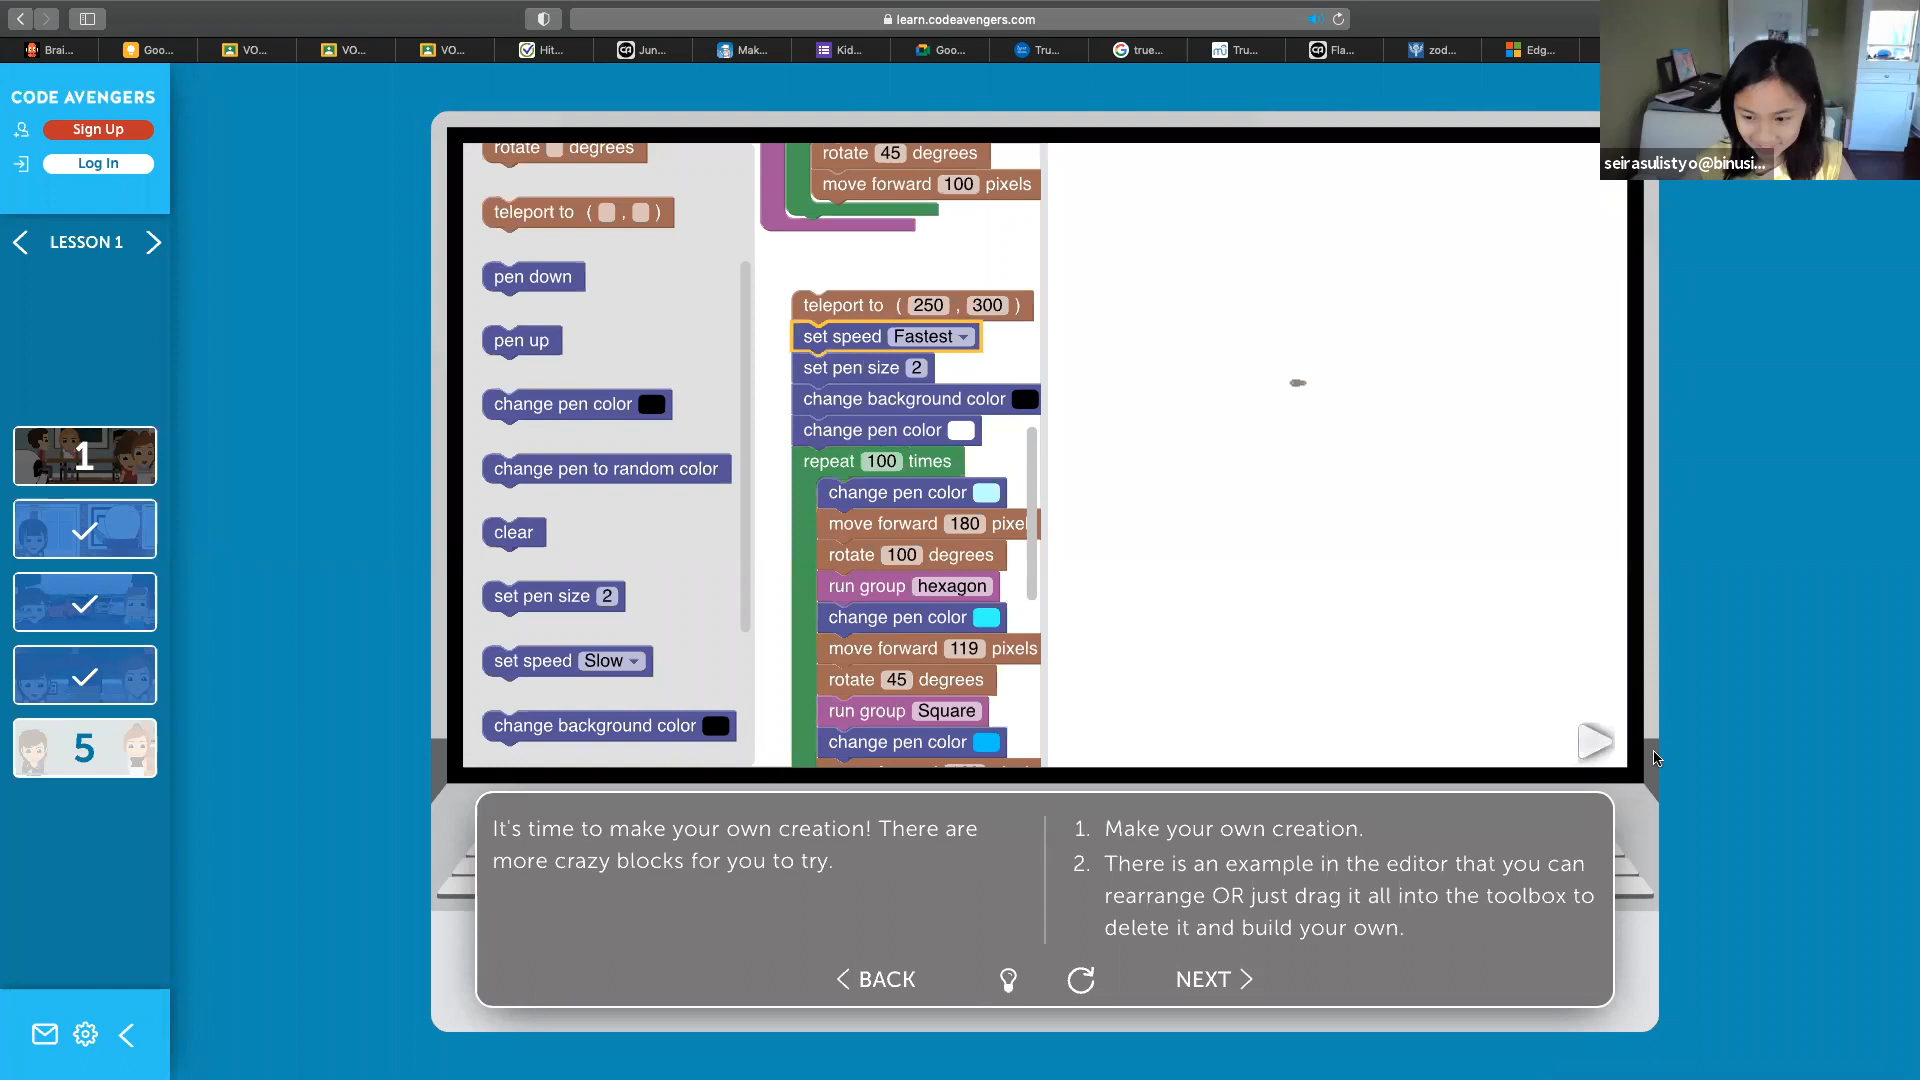 learn.codeavengers.com
Brai...
Goo...
VO...
VO...
VO...
Hit...
Jun...
Mak...
Kid...
Goo...
Tru...
true...
Tru...
Fla...
zod...
Edg...
CODE AVENGERS
Sign Up
Log In
LESSON 1
1
5
rotate degrees
teleport to ( , )
pen down
pen up
change pen color
change pen to random color
clear
set pen size 2
set speed Slow
change background color
rotate 45 degrees
move forward 100 pixels
teleport to ( 250 , 300 )
set speed Fastest
set pen size 2
change background color
change pen color
repeat 100 times
change pen color
move forward 180 pixel
rotate 100 degrees
run group hexagon
change pen color
move forward 119 pixels
rotate 45 degrees
run group Square
change pen color
seirasulistyo@binusi...
It's time to make your own creation! There are
more crazy blocks for you to try.
1. Make your own creation.
2. There is an example in the editor that you can
rearrange OR just drag it all into the toolbox to
delete it and build your own.
BACK
NEXT